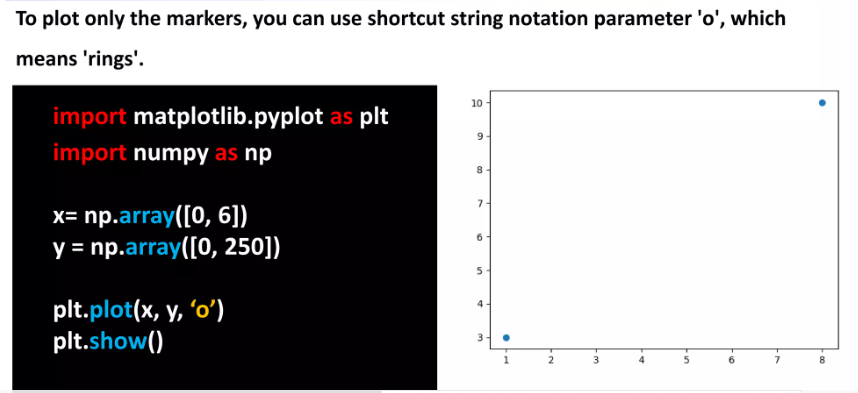 To plot only the markers, you can use shortcut string notation parameter 'o', which
means 'rings'.
import matplotlib.pyplot as plt
import numpy as np
x= np.array([0, 6])
y = np.array([0, 250])
plt.plot(x, y, ‘o’)
plt.show()
10
9
8
7
6
5
4
3
1 2 3 4 5 6 7 8